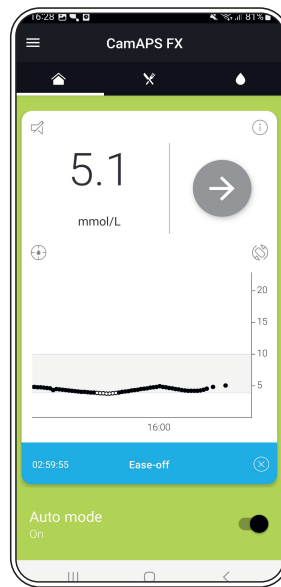 16:28
81%
CamAPS FX
5.1
mmol/L
20
15
10
5
16:00
02:59:55
Ease-off
Auto mode
On